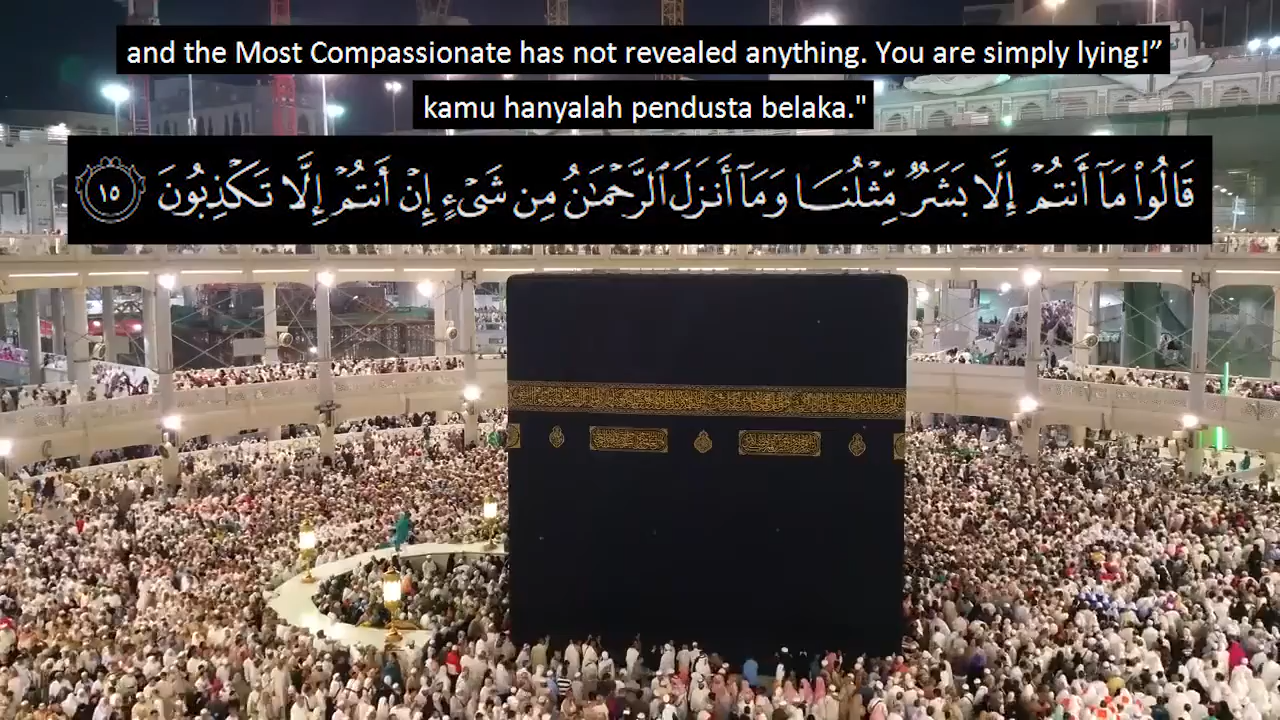 and the Most Compassionate has not revealed anything. You are simply lying!”
kamu hanyalah pendusta belaka."
قَالُوا۟ مَآ أَنتُمْ إِلَّا بَشَرٌ مِّثْلُنَا وَمَآ أَنزَلَ ٱلرَّحْمَـٰنُ مِن شَىْءٍ إِنْ أَنتُمْ إِلَّا تَكْذِبُونَ ١٥